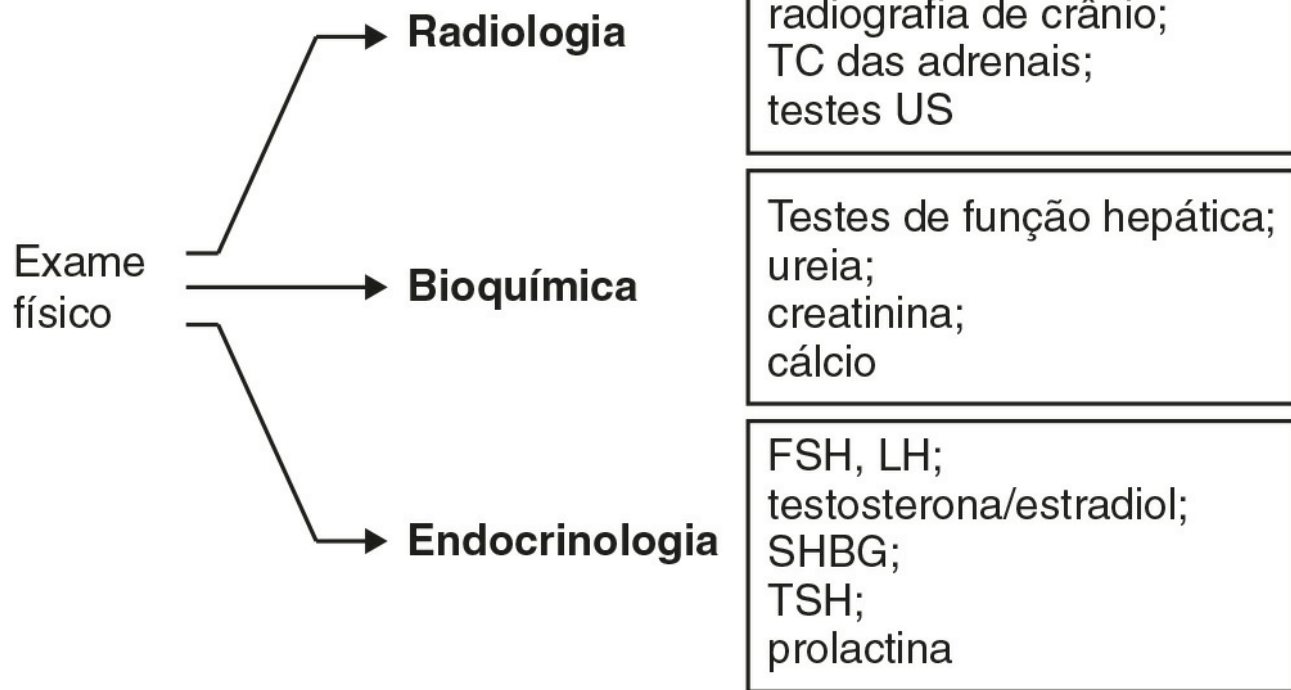 Radiologia
radiografia de crânio;
TC das adrenais;
testes US
Exame
físico
Bioquímica
Testes de função hepática;
ureia;
creatinina;
cálcio
Endocrinologia
FSH, LH;
testosterona/estradiol;
SHBG;
TSH;
prolactina